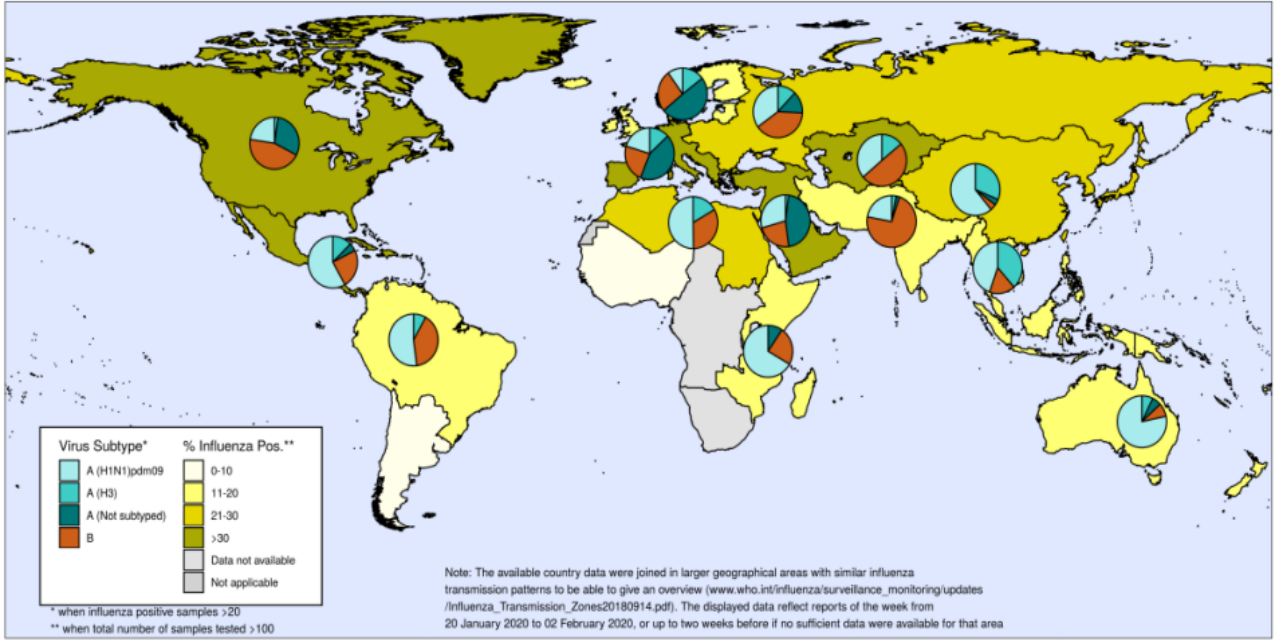 Virus Subtype*
A (H1N1)pdm09
A (H3)
A (Not subtyped)
B
% Influenza Pos.**
0-10
11-20
21-30
>30
Data not available
Not applicable
* when influenza positive samples >20
** when total number of samples tested >100
Note: The available country data were joined in larger geographical areas with similar influenza
transmission patterns to be able to give an overview (www.who.int/influenza/surveillance_monitoring/updates
/Influenza_Transmission_Zones20180914.pdf). The displayed data reflect reports of the week from
20 January 2020 to 02 February 2020, or up to two weeks before if no sufficient data were available for that area